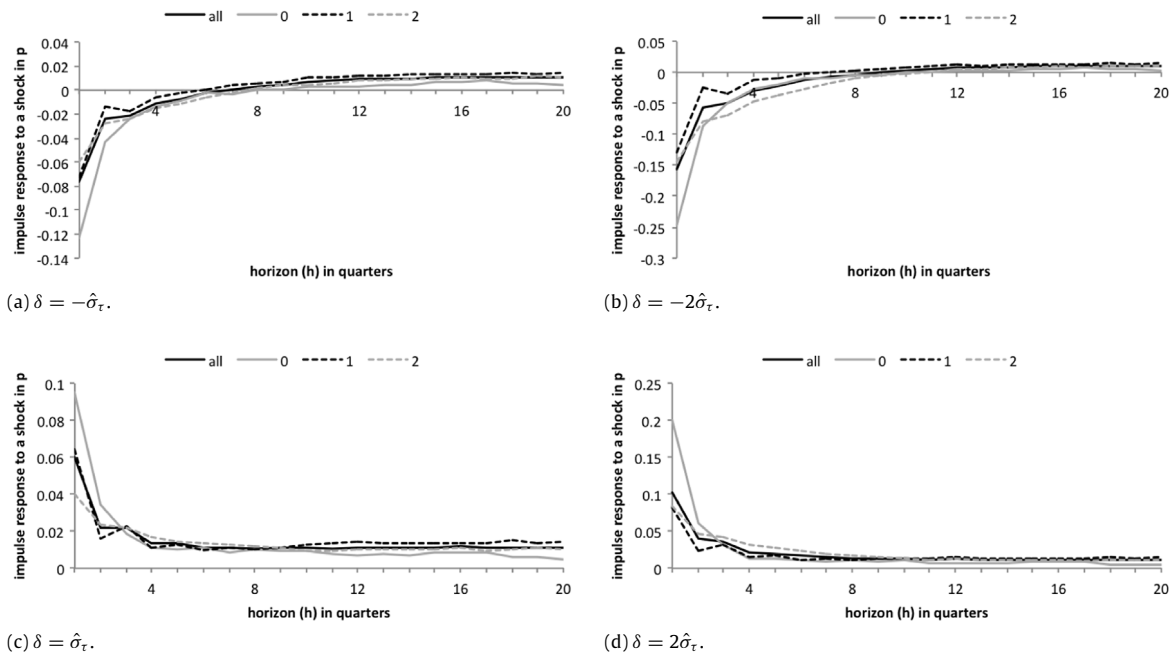 all 0 1 2
impulse response to a shock in p
0.04
0.02
0
-0.02
-0.04
-0.06
-0.08
-0.1
-0.12
-0.14
4 8 12 16 20
horizon (h) in quarters
(a) δ = −σ̂τ.
all 0 1 2
impulse response to a shock in p
0.05
0
-0.05
-0.1
-0.15
-0.2
-0.25
-0.3
4 8 12 16 20
horizon (h) in quarters
(b) δ = −2σ̂τ.
all 0 1 2
impulse response to a shock in p
0.1
0.08
0.06
0.04
0.02
0
4 8 12 16 20
horizon (h) in quarters
(c) δ = σ̂τ.
all 0 1 2
impulse response to a shock in p
0.25
0.2
0.15
0.1
0.05
0
4 8 12 16 20
horizon (h) in quarters
(d) δ = 2σ̂τ.